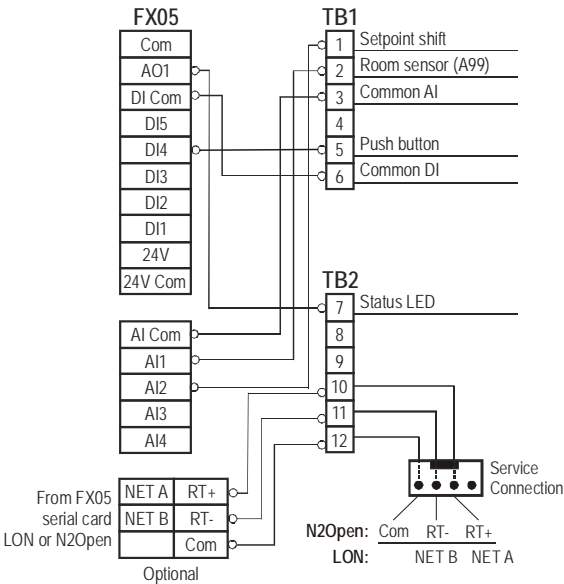 FX05
Com
AO1
DI Com
DI5
DI4
DI3
DI2
DI1
24V
24V Com
AI Com
AI1
AI2
AI3
AI4
TB1
1 Setpoint shift
2 Room sensor (A99)
3 Common AI
4
5 Push button
6 Common DI
TB2
7 Status LED
8
9
10
11
12
From FX05
serial card
LON or N2Open
NET A RT+
NET B RT-
Com
Optional
Service
Connection
N2Open: Com RT- RT+
LON: NET B NET A